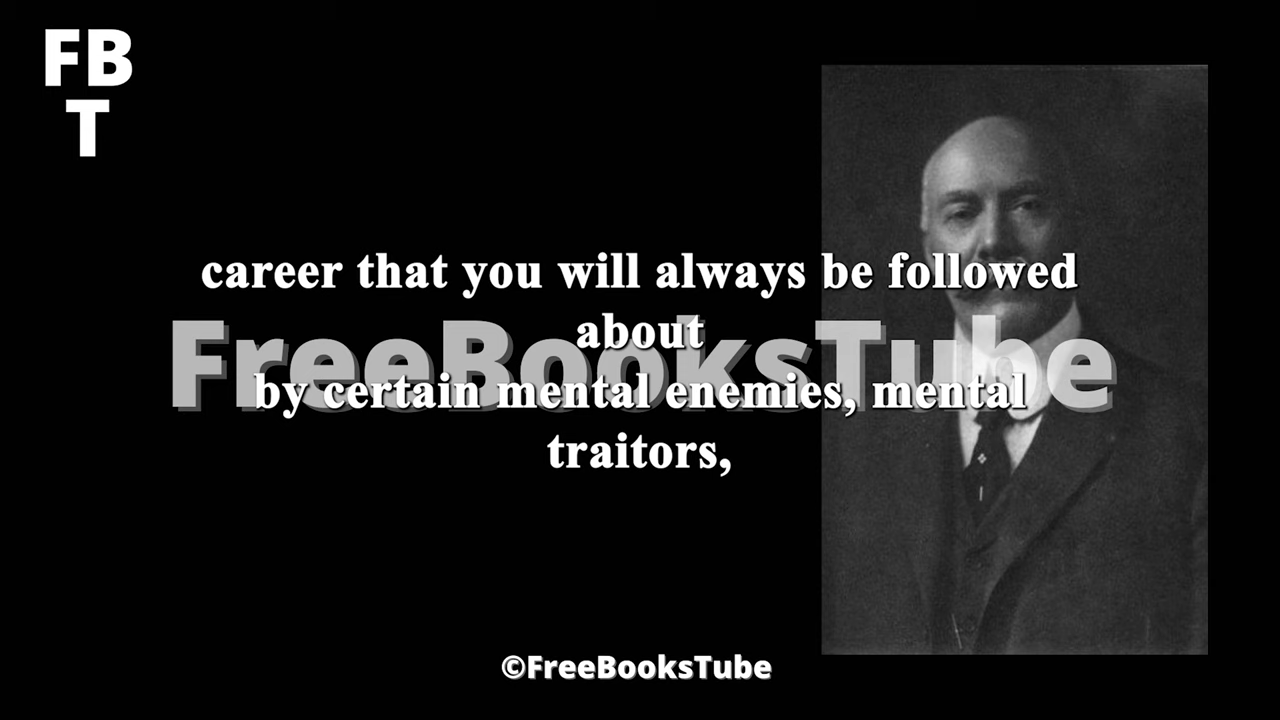 FB
T
career that you will always be followed
about
FreeBooksTube
by certain mental enemies, mental
traitors,
©FreeBooksTube